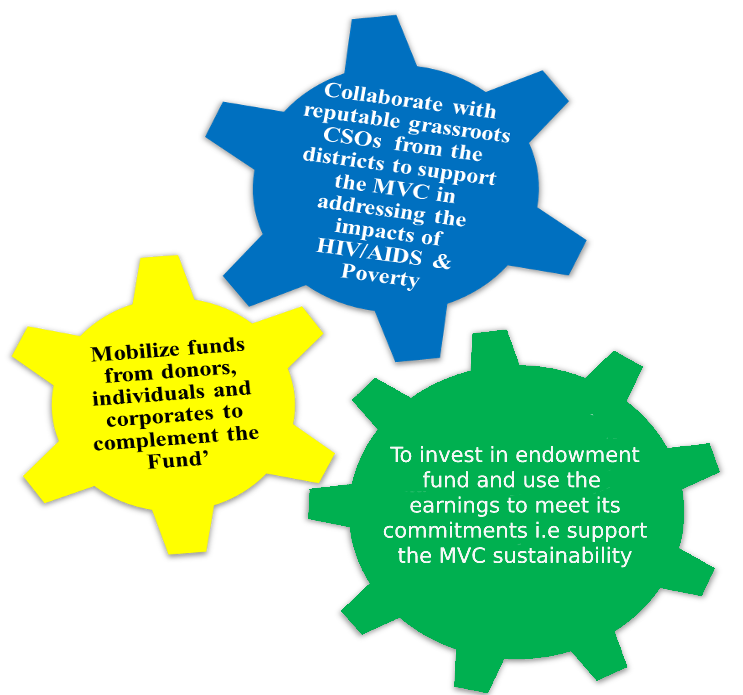 Collaborate with
reputable grassroots
CSOs from the
districts to support
the MVC in
addressing the
impacts of
HIV/AIDS &
Poverty
Mobilize funds
from donors,
individuals and
corporates to
complement the
Fund’
To invest in endowment
fund and use the
earnings to meet its
commitments i.e support
the MVC sustainability